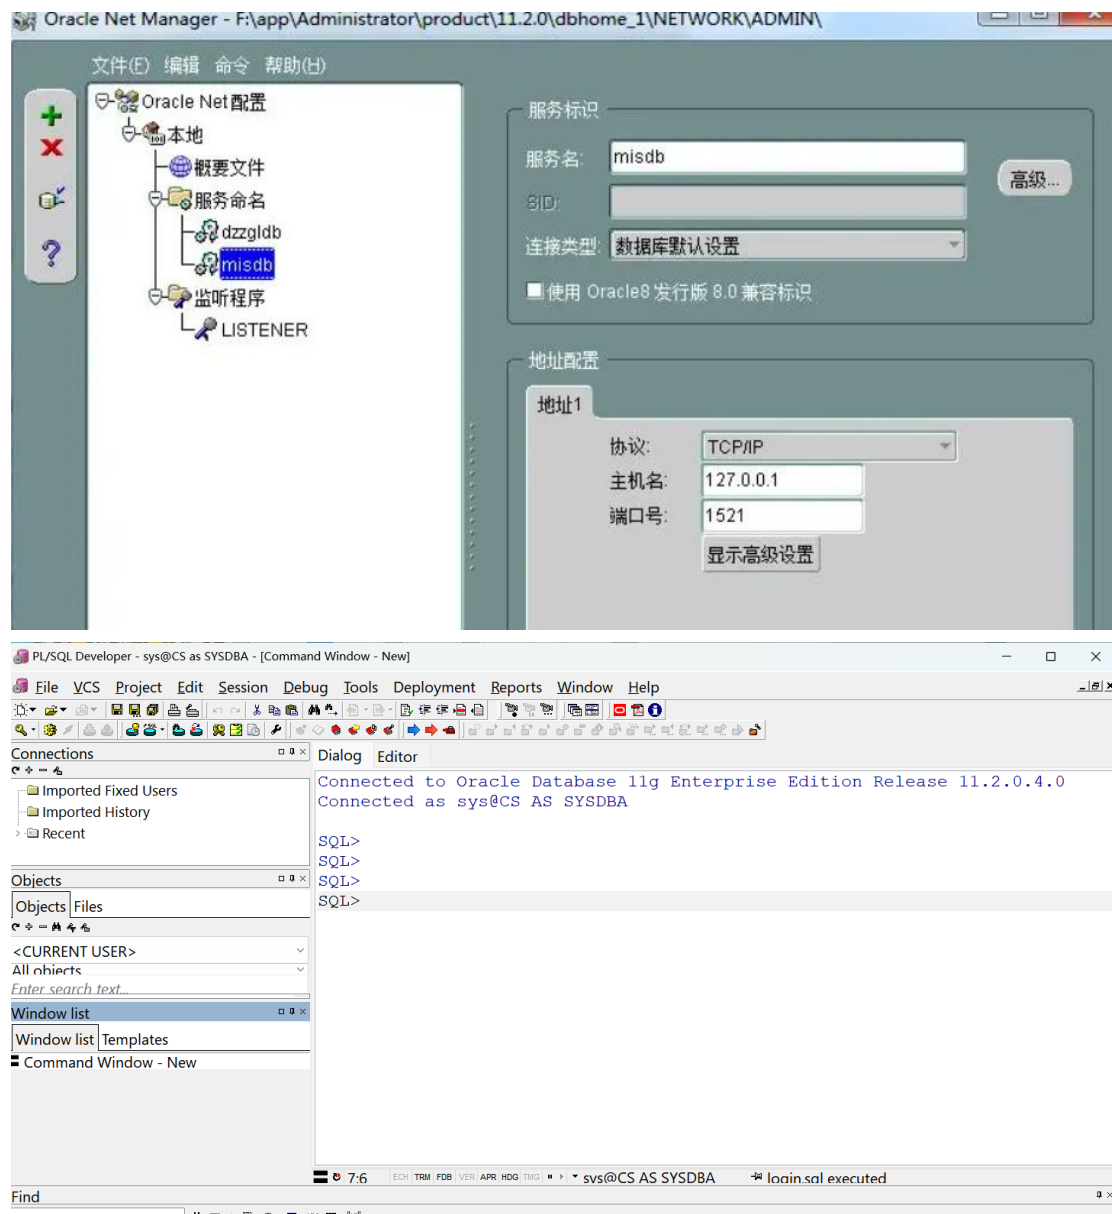 Oracle Net Manager - F:\app\Administrator\product\11.2.0\dbhome_1\NETWORK\ADMIN\
文件(F) 编辑 命令 帮助(H)
Oracle Net 配置
本地
概要文件
服务命名
dzzgldb
misdb
监听程序
LISTENER
服务标识
服务名: misdb
高级...
SID:
连接类型: 数据库默认设置
使用 Oracle8 发行版 8.0 兼容标识
地址配置
地址1
协议: TCP/IP
主机名: 127.0.0.1
端口号: 1521
显示高级设置
PL/SQL Developer - sys@CS as SYSDBA - [Command Window - New]
File VCS Project Edit Session Debug Tools Deployment Reports Window Help
Connections
Imported Fixed Users
Imported History
Recent
Objects
Objects Files
<CURRENT USER>
All objects
Enter search text...
Window list
Window list Templates
Command Window - New
Dialog Editor
Connected to Oracle Database 11g Enterprise Edition Release 11.2.0.4.0
Connected as sys@CS AS SYSDBA
SQL>
SQL>
SQL>
SQL>
7:6 ECH TRM FDB VER APR HDG TMG sys@CS AS SYSDBA login.sql executed
Find